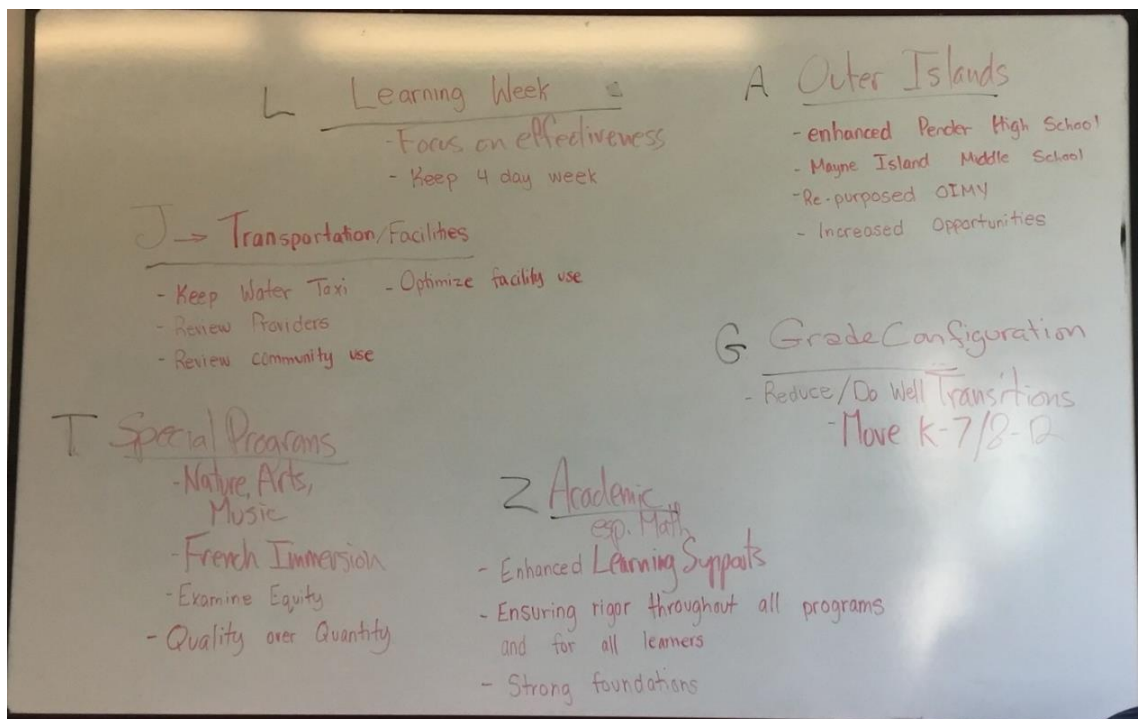 L Learning Week
- Focus on effectiveness
- Keep 4 day week
A Outer Islands
- enhanced Pender High School
- Mayne Island Middle School
- Re-purposed OIMY
- Increased Opportunities
J → Transportation/Facilities
- Keep Water Taxi - Optimize facility use
- Review Providers
- Review community use
G Grade Configuration
- Reduce/Do Well Transitions
- Move K-7/8-12
T Special Programs
- Nature, Arts,
Music
- French Immersion
- Examine Equity
- Quality over Quantity
Z Academic
esp. Math
- Enhanced Learning Supports
- Ensuring rigor throughout all programs
and for all learners
- Strong foundations